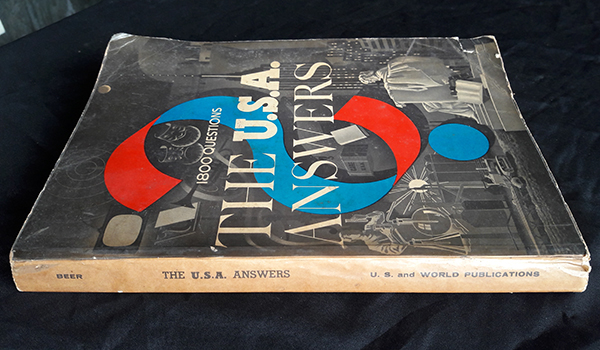 1800 QUESTIONS
THE U.S.A.
ANSWERS
BEER THE U.S.A. ANSWERS U. S. and WORLD PUBLICATIONS